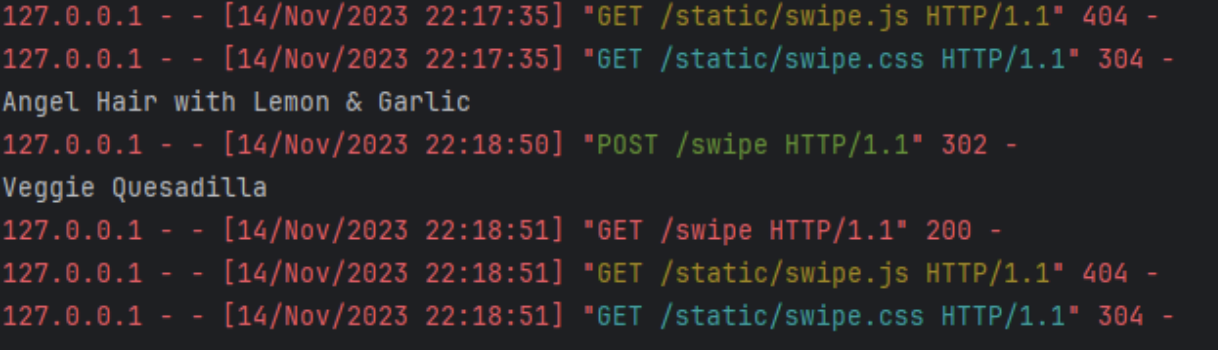 127.0.0.1 - - [14/Nov/2023 22:17:35] "GET /static/swipe.js HTTP/1.1" 404 -
127.0.0.1 - - [14/Nov/2023 22:17:35] "GET /static/swipe.css HTTP/1.1" 304 -
Angel Hair with Lemon & Garlic
127.0.0.1 - - [14/Nov/2023 22:18:50] "POST /swipe HTTP/1.1" 302 -
Veggie Quesadilla
127.0.0.1 - - [14/Nov/2023 22:18:51] "GET /swipe HTTP/1.1" 200 -
127.0.0.1 - - [14/Nov/2023 22:18:51] "GET /static/swipe.js HTTP/1.1" 404 -
127.0.0.1 - - [14/Nov/2023 22:18:51] "GET /static/swipe.css HTTP/1.1" 304 -